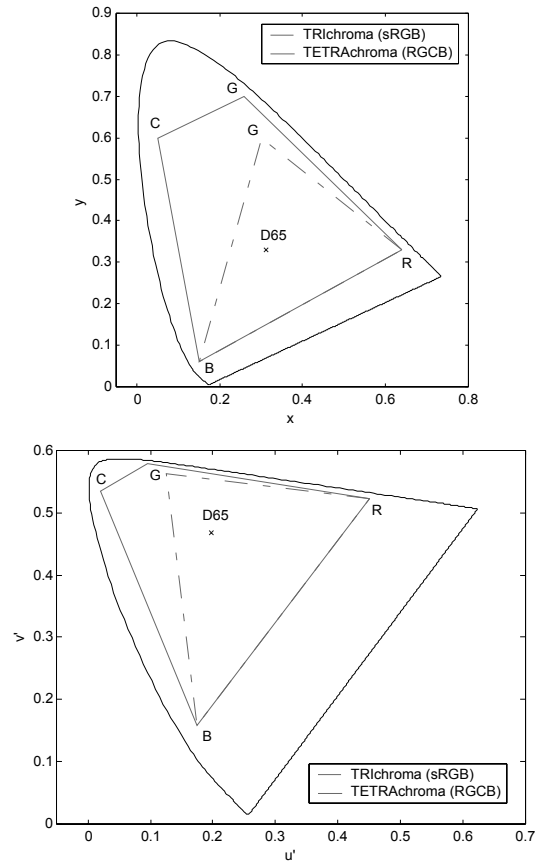 TRIchroma (sRGB)
TETRAchroma (RGCB)
y
0.9
0.8
0.7
0.6
0.5
0.4
0.3
0.2
0.1
0
G
C
G
D65
R
B
0 0.2 0.4 0.6 0.8
x
0.6
0.5
0.4
0.3
0.2
0.1
0
v'
C
G
D65
R
B
TRIchroma (sRGB)
TETRAchroma (RGCB)
0 0.1 0.2 0.3 0.4 0.5 0.6 0.7
u'